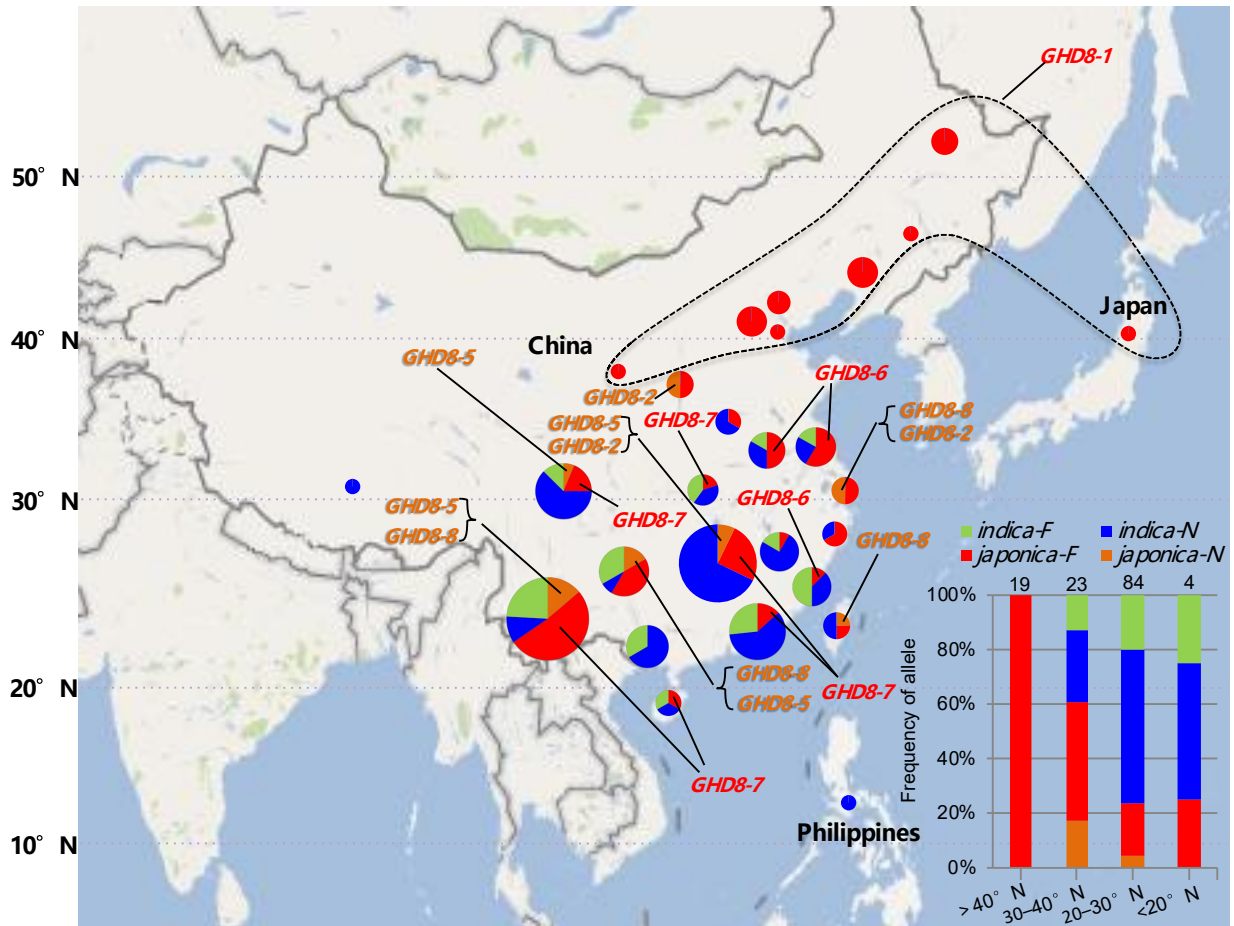 GHD8-1
50° N
Japan
40° N
China
GHD8-5
GHD8-6
GHD8-2
GHD8-5
GHD8-7
GHD8-8
GHD8-2
GHD8-2
30° N
GHD8-6
GHD8-5
GHD8-7
GHD8-8
GHD8-8
indica-F
indica-N
japonica-F
japonica-N
19
23
84
4
100%
80%
60%
40%
20%
0%
Frequency of allele
>40° N
30–40° N
20–30° N
<20° N
20° N
GHD8-8
GHD8-5
GHD8-7
GHD8-7
Philippines
10° N